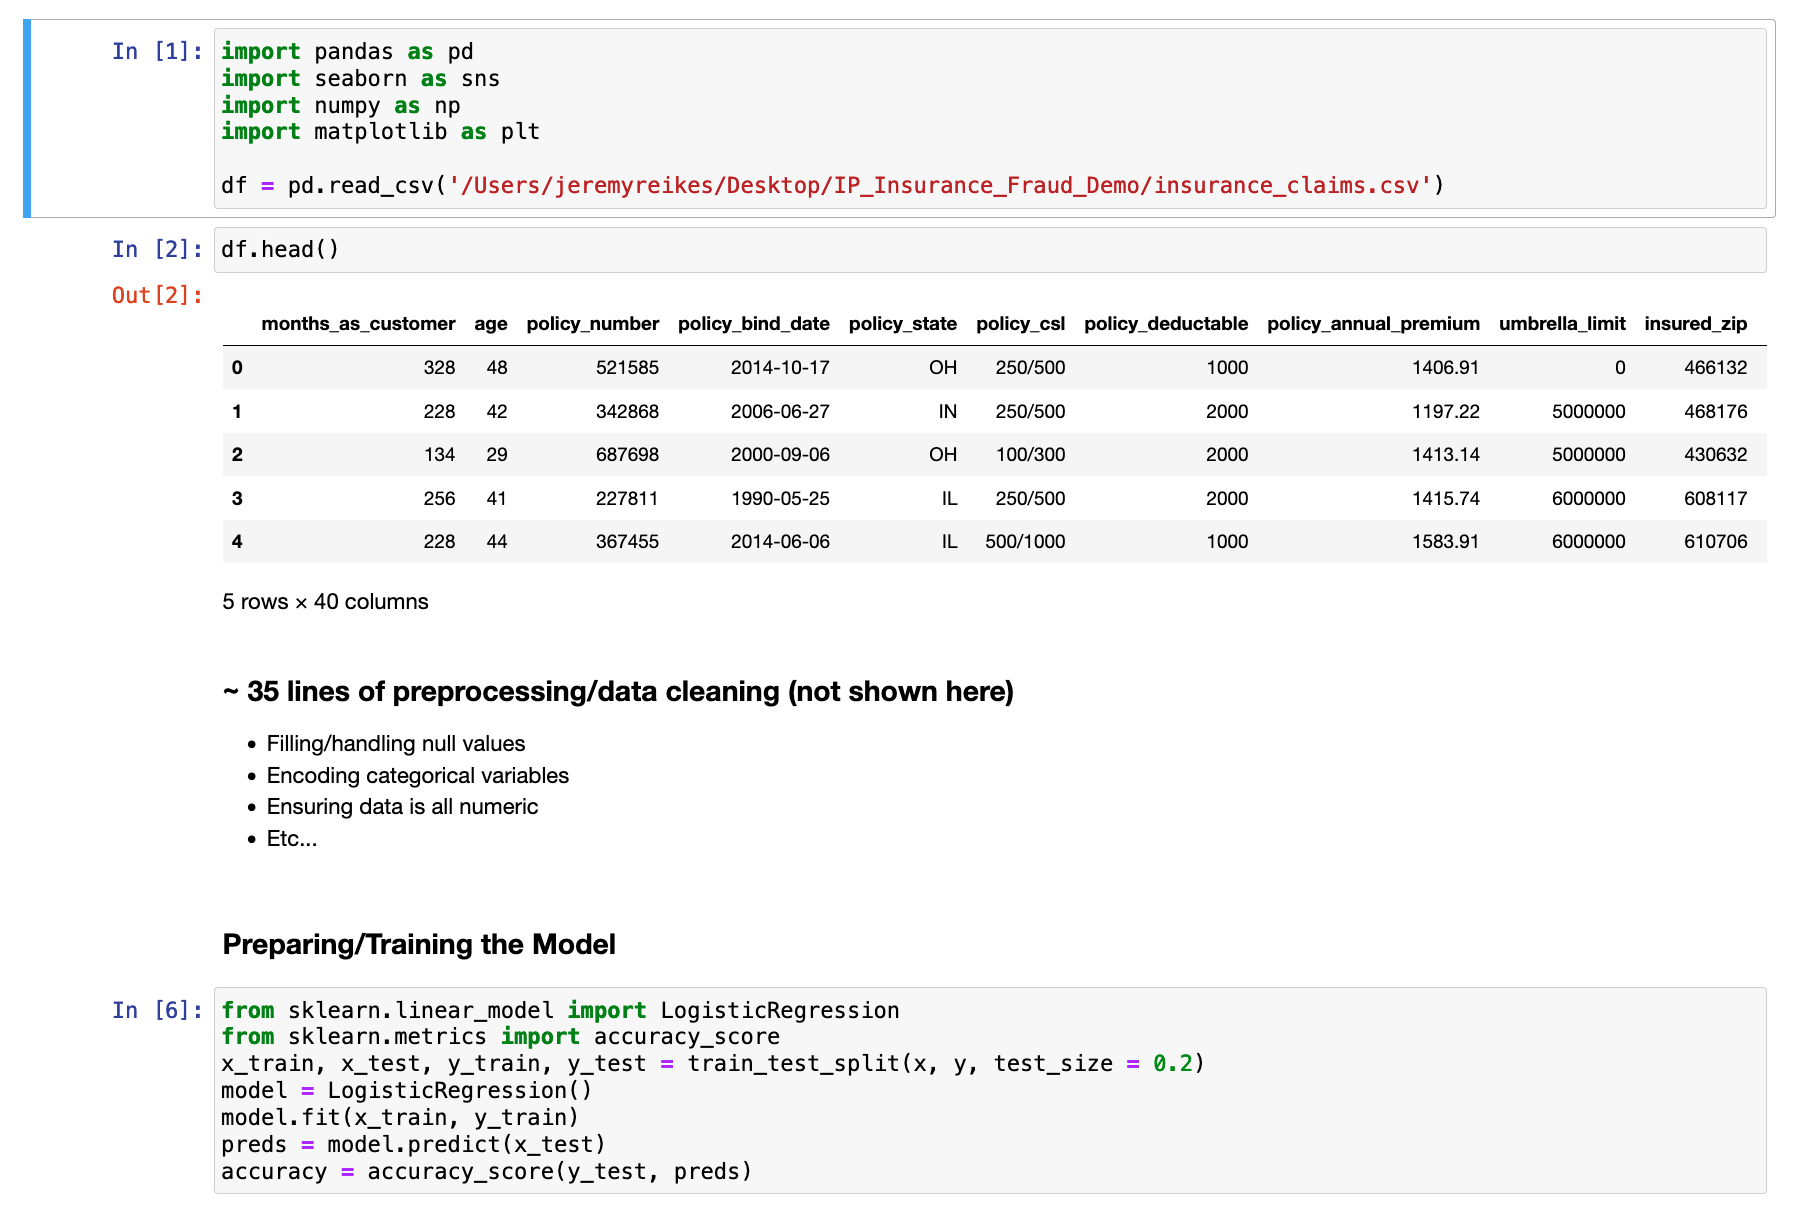 In [1]: import pandas as pd
import seaborn as sns
import numpy as np
import matplotlib as plt
df = pd.read_csv('/Users/jeremyreikes/Desktop/IP_Insurance_Fraud_Demo/insurance_claims.csv')
In [2]: df.head()
Out[2]:
months_as_customer age policy_number policy_bind_date policy_state policy_csl policy_deductable policy_annual_premium umbrella_limit insured_zip
0 328 48 521585 2014-10-17 OH 250/500 1000 1406.91 0 466132
1 228 42 342868 2006-06-27 IN 250/500 2000 1197.22 5000000 468176
2 134 29 687698 2000-09-06 OH 100/300 2000 1413.14 5000000 430632
3 256 41 227811 1990-05-25 IL 250/500 2000 1415.74 6000000 608117
4 228 44 367455 2014-06-06 IL 500/1000 1000 1583.91 6000000 610706
5 rows × 40 columns
~ 35 lines of preprocessing/data cleaning (not shown here)
• Filling/handling null values
• Encoding categorical variables
• Ensuring data is all numeric
• Etc...
Preparing/Training the Model
In [6]: from sklearn.linear_model import LogisticRegression
from sklearn.metrics import accuracy_score
x_train, x_test, y_train, y_test = train_test_split(x, y, test_size = 0.2)
model = LogisticRegression()
model.fit(x_train, y_train)
preds = model.predict(x_test)
accuracy = accuracy_score(y_test, preds)